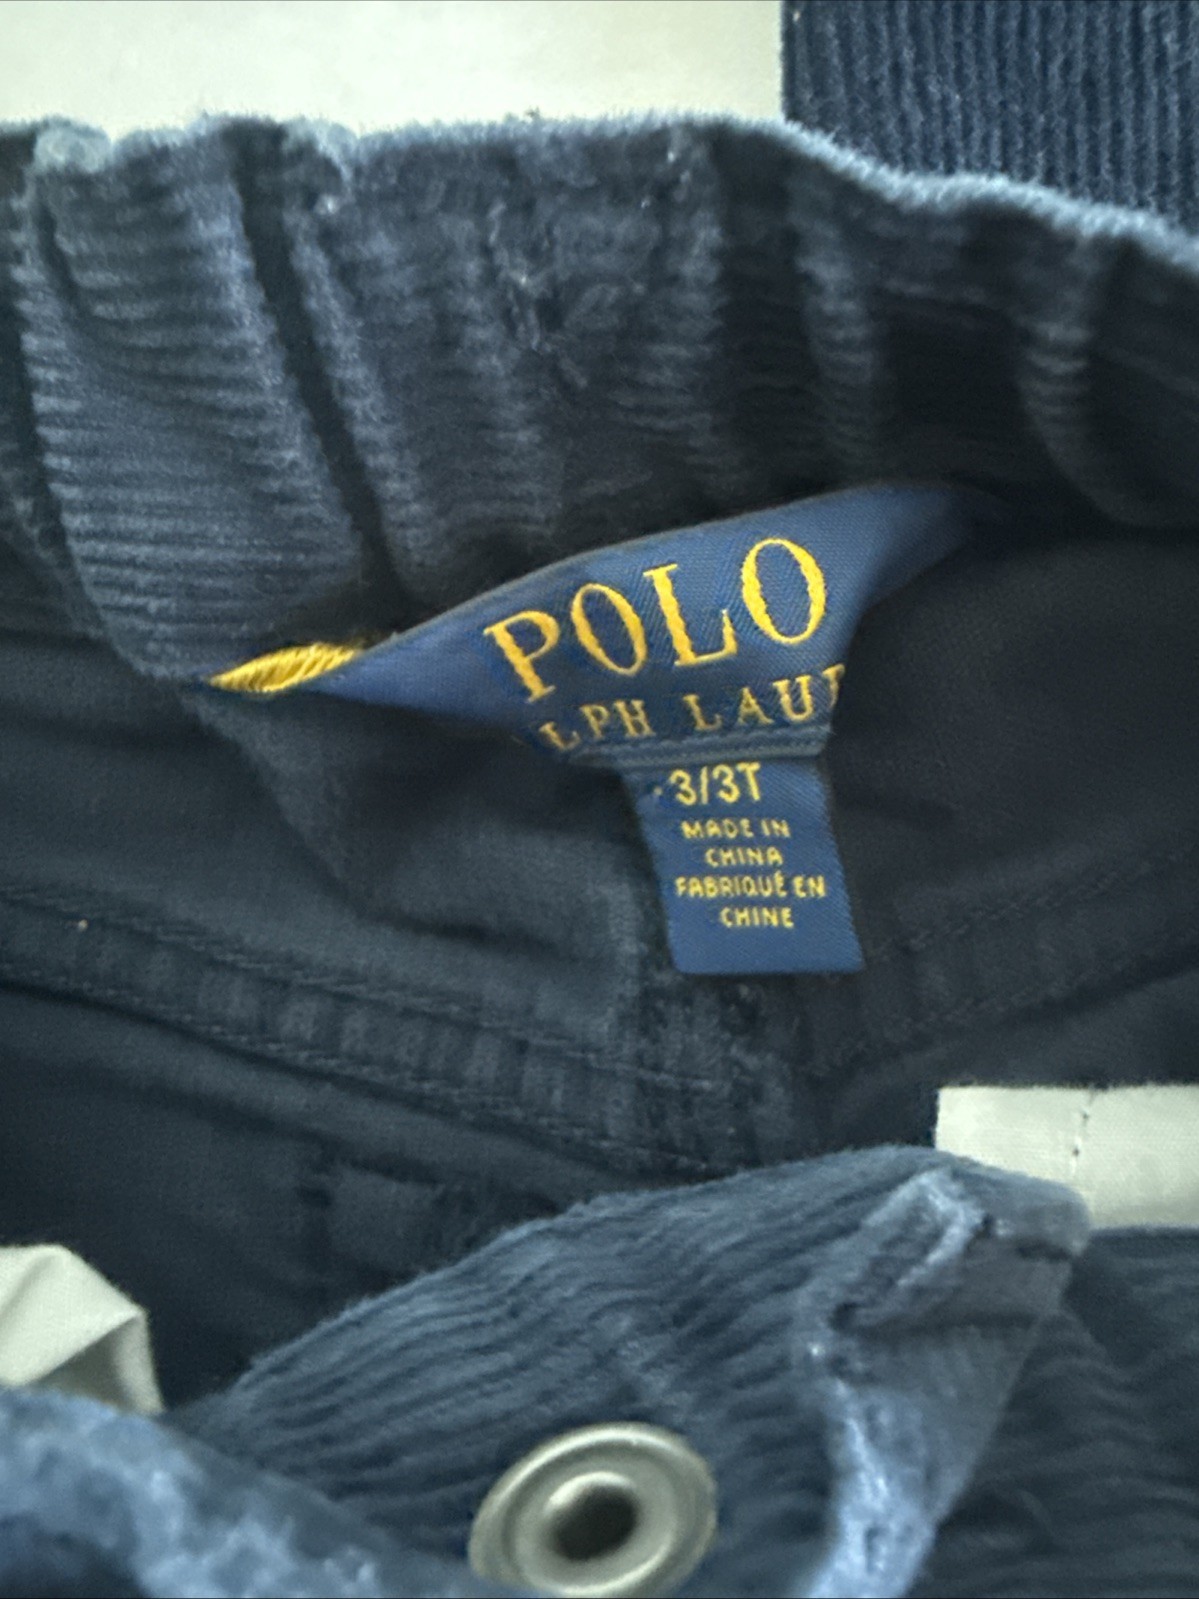 POLO
LPH LAU
3/3T
MADE IN
CHINA
FABRIQUÉ EN
CHINE